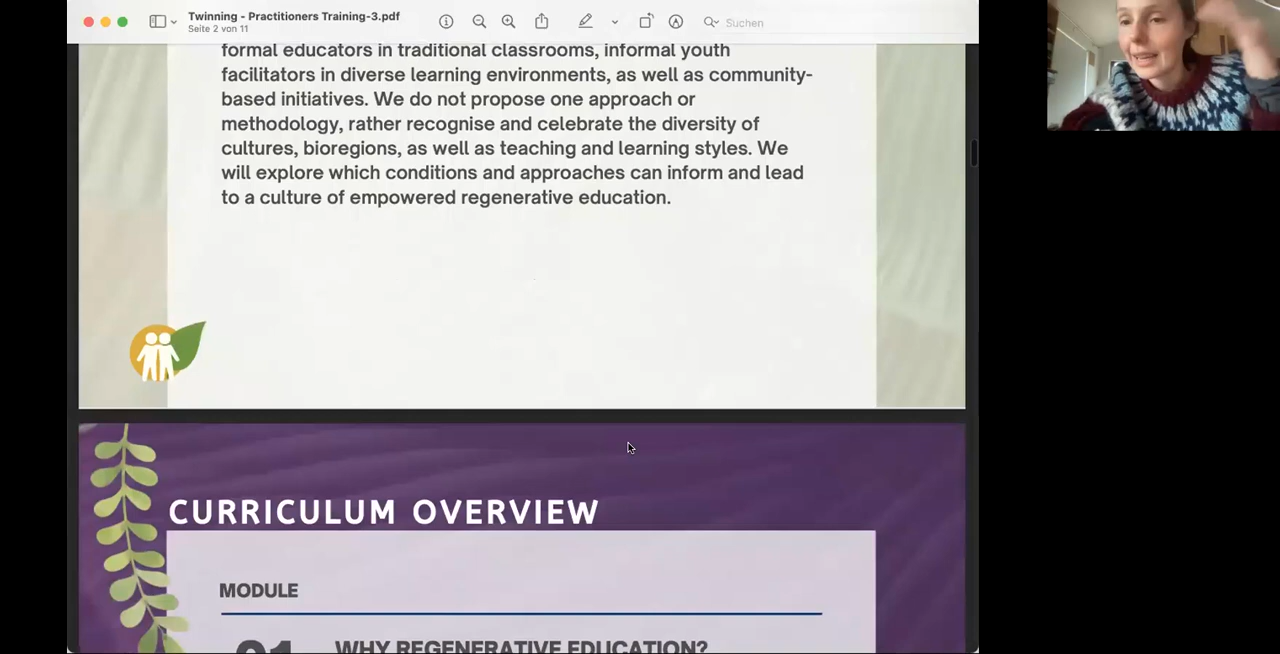 Twinning - Practitioners Training-3.pdf
Seite 2 von 11
Suchen
formal educators in traditional classrooms, informal youth
facilitators in diverse learning environments, as well as community-
based initiatives. We do not propose one approach or
methodology, rather recognise and celebrate the diversity of
cultures, bioregions, as well as teaching and learning styles. We
will explore which conditions and approaches can inform and lead
to a culture of empowered regenerative education.
CURRICULUM OVERVIEW
MODULE
01 WHY REGENERATIVE EDUCATION?